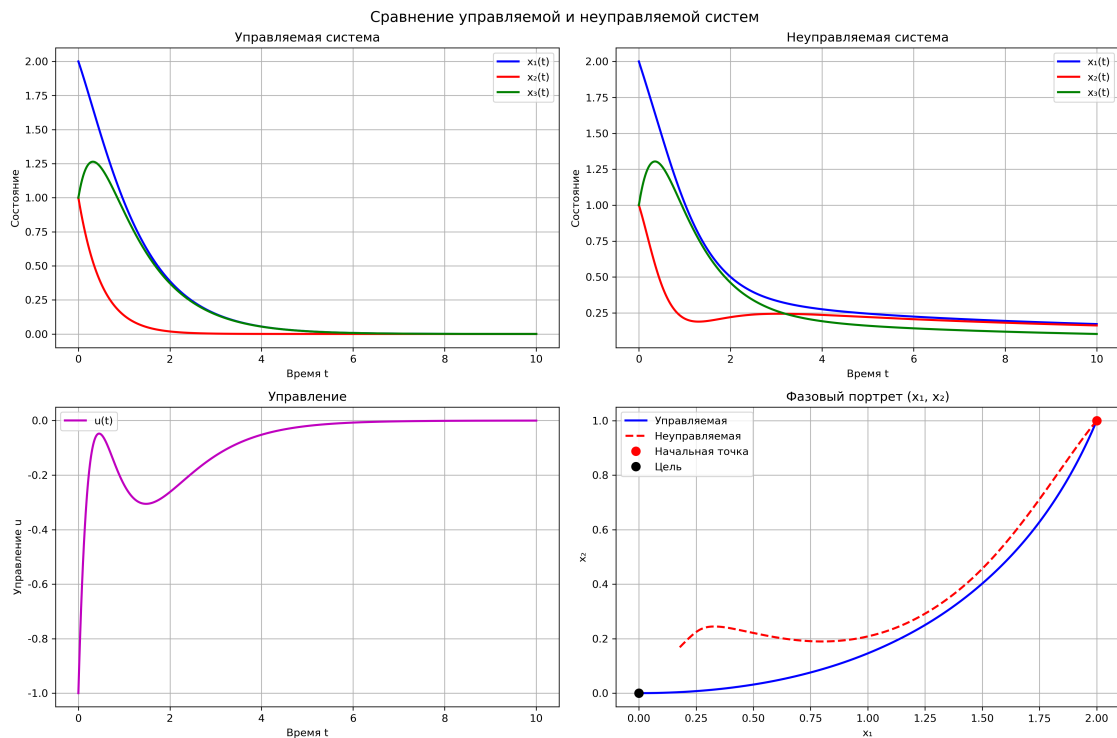 Сравнение управляемой и неуправляемой систем
Управляемая система
x₁(t)
x₂(t)
x₃(t)
Состояние
2.00
1.75
1.50
1.25
1.00
0.75
0.50
0.25
0.00
0 2 4 6 8 10
Время t
Неуправляемая система
x₁(t)
x₂(t)
x₃(t)
Состояние
2.00
1.75
1.50
1.25
1.00
0.75
0.50
0.25
0 2 4 6 8 10
Время t
Управление
u(t)
Управление u
0.0
-0.2
-0.4
-0.6
-0.8
-1.0
0 2 4 6 8 10
Время t
Фазовый портрет (x₁, x₂)
Управляемая
Неуправляемая
Начальная точка
Цель
x₂
1.0
0.8
0.6
0.4
0.2
0.0
0.00 0.25 0.50 0.75 1.00 1.25 1.50 1.75 2.00
x₁